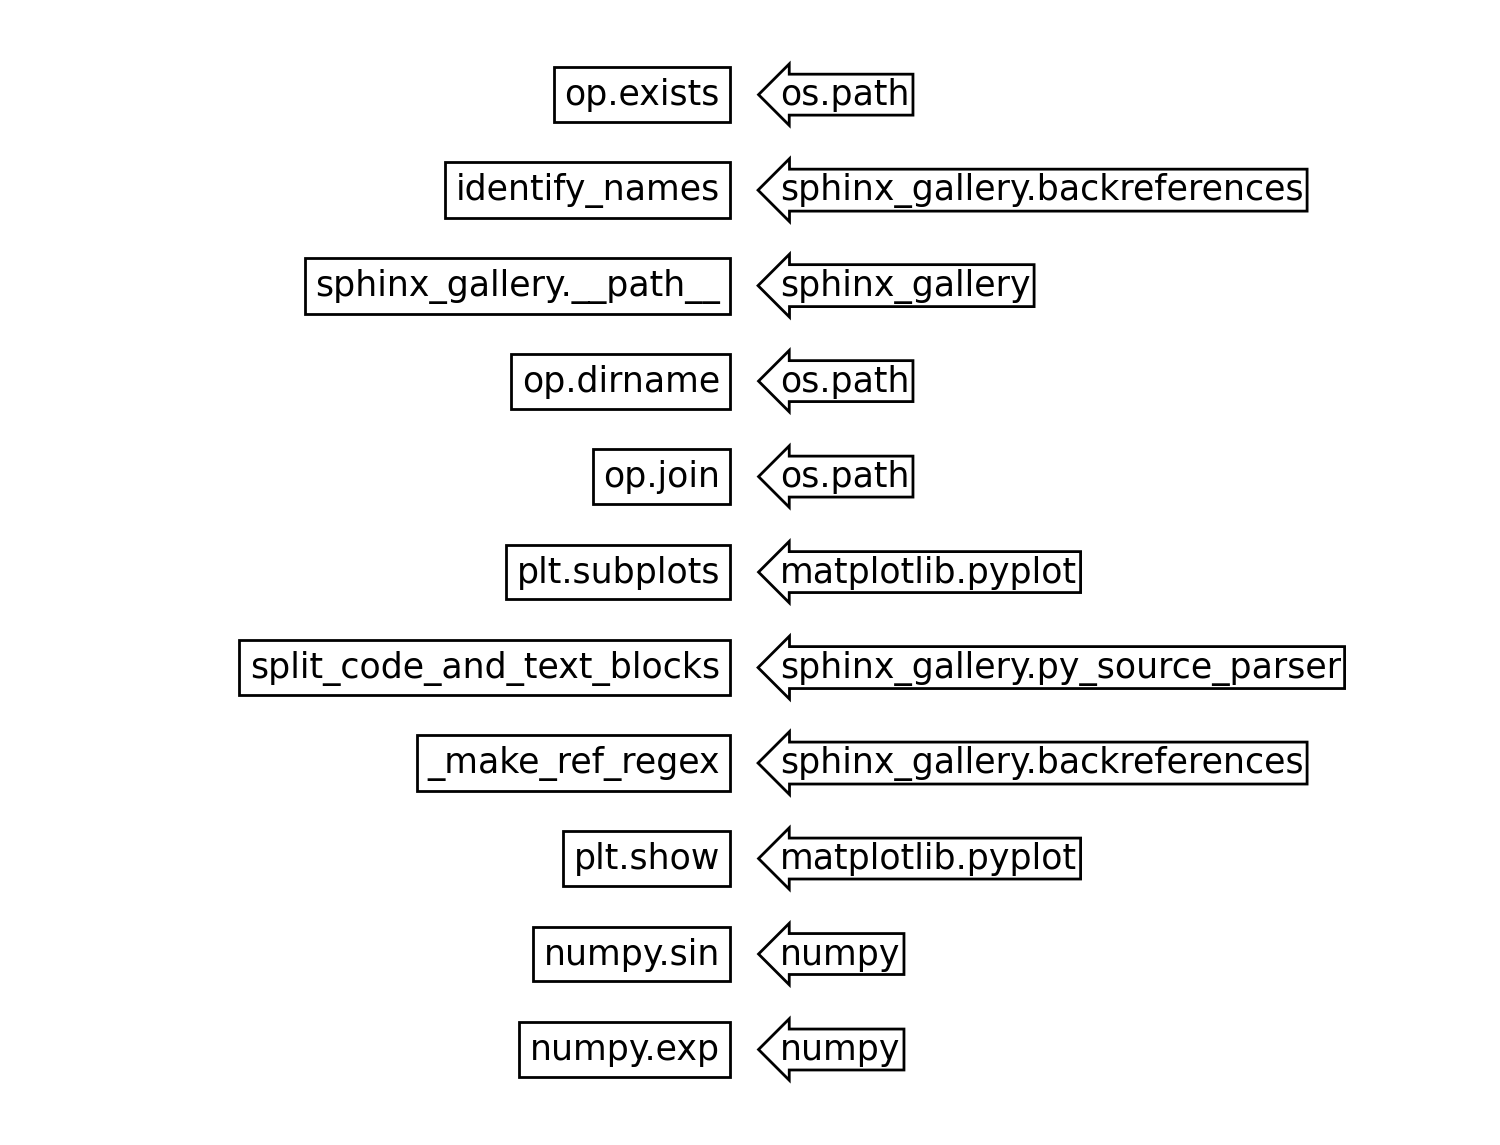 op.exists os.path
identify_names sphinx_gallery.backreferences
sphinx_gallery.__path__ sphinx_gallery
op.dirname os.path
op.join os.path
plt.subplots matplotlib.pyplot
split_code_and_text_blocks sphinx_gallery.py_source_parser
_make_ref_regex sphinx_gallery.backreferences
plt.show matplotlib.pyplot
numpy.sin numpy
numpy.exp numpy